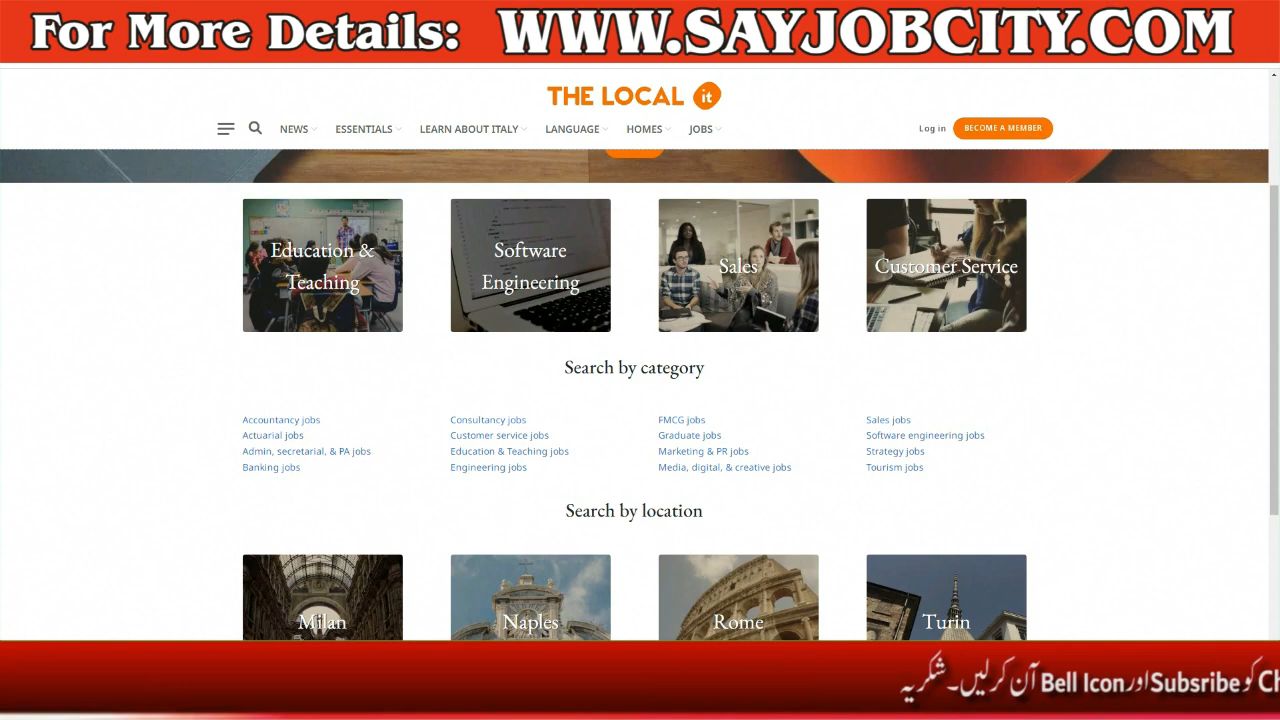 For More Details: WWW.SAYJOBCITY.COM
THE LOCAL it
NEWS ESSENTIALS LEARN ABOUT ITALY LANGUAGE HOMES JOBS Log in BECOME A MEMBER
Education & Teaching
Software Engineering
Sales
Customer Service
Search by category
Accountancy jobs Consultancy jobs FMCG jobs Sales jobs
Actuarial jobs Customer service jobs Graduate jobs Software engineering jobs
Admin, secretarial, & PA jobs Education & Teaching jobs Marketing & PR jobs Strategy jobs
Banking jobs Engineering jobs Media, digital, & creative jobs Tourism jobs
Search by location
Milan Naples Rome Turin
کو Subsribe اور Bell Icon آن کرلیں۔ شکریہ